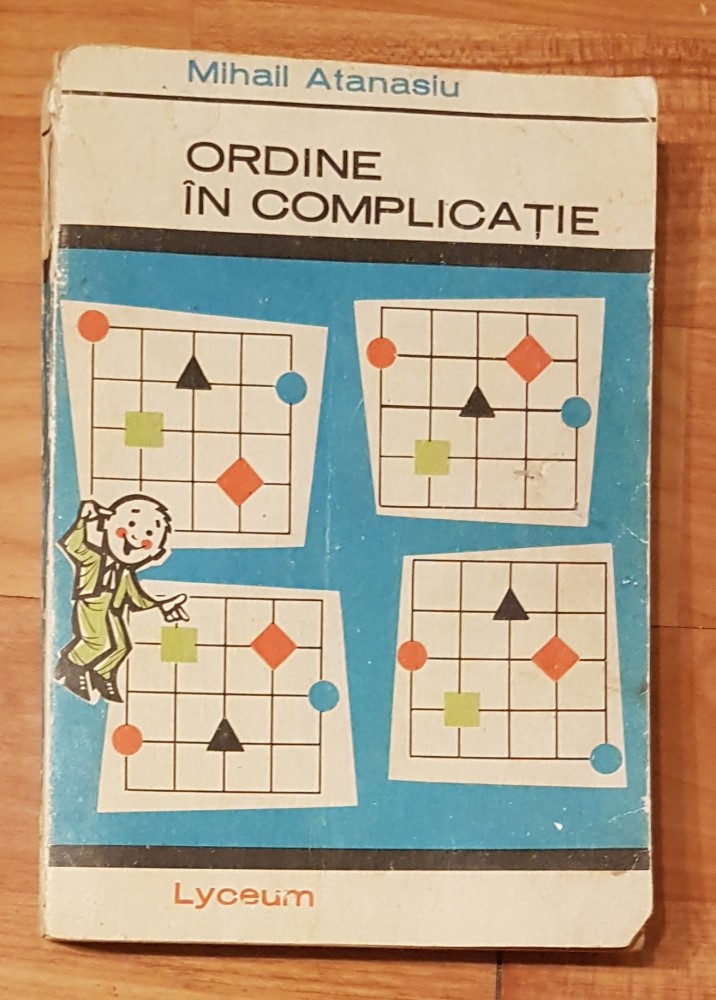 Mihail Atanasiu
ORDINE
ÎN COMPLICAȚIE
Lyceum